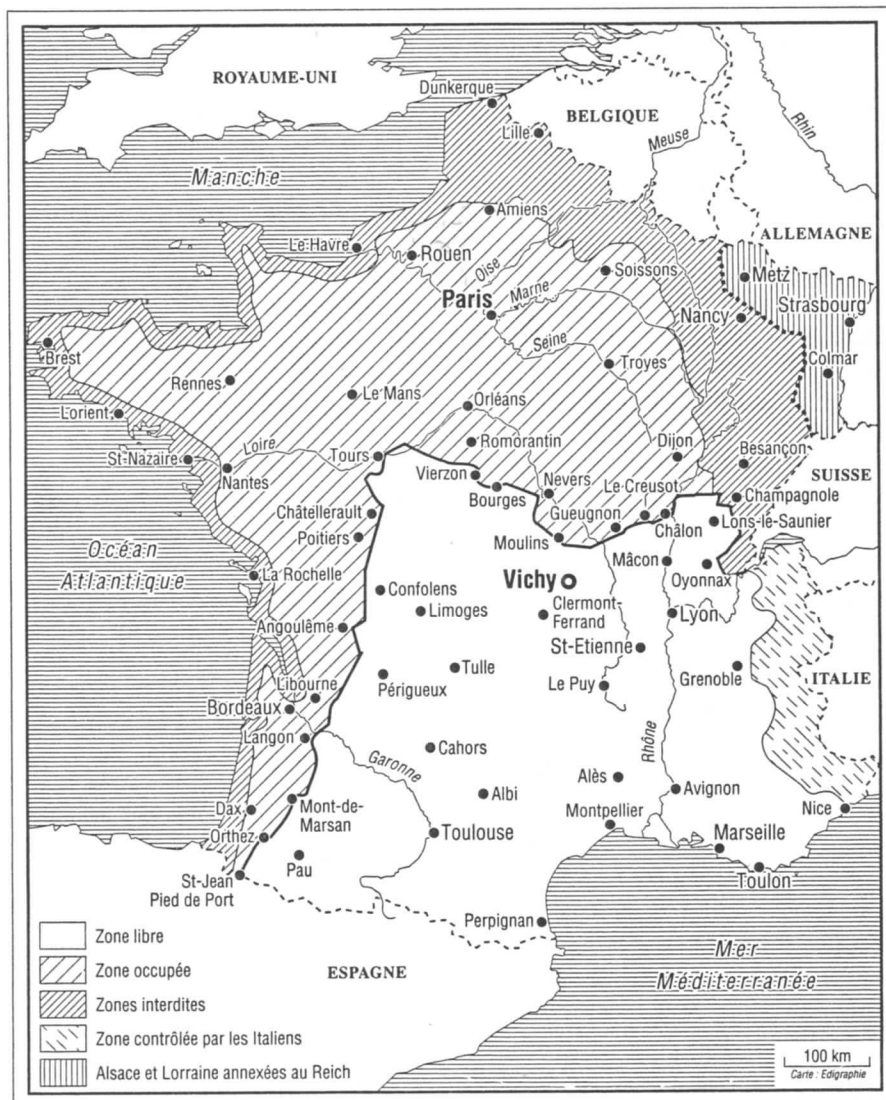 ROYAUME-UNI
Dunkerque
BELGIQUE
Lille
Meuse
Rhin
Manche
Amiens
ALLEMAGNE
Le Havre
Rouen
Oise
Soissons
Metz
Paris
Marne
Nancy
Strasbourg
Seine
Troyes
Brest
Colmar
Rennes
Le Mans
Orléans
Lorient
Romorantin
Dijon
Besançon
St-Nazaire
Loire
Tours
Nantes
Vierzon
Nevers
Le Creusot
SUISSE
Bourges
Champagnole
Châtellerault
Gueugnon
Châlon
Lons-le-Saunier
Poitiers
Moulins
Océan
Atlantique
Mâcon
Oyonnax
La Rochelle
Vichy
Confolens
Limoges
Clermont-
Ferrand
Lyon
Angoulême
St-Etienne
Tulle
Grenoble
ITALIE
Libourne
Périgueux
Le Puy
Bordeaux
Langon
Garonne
Cahors
Rhône
Alès
Avignon
Albi
Dax
Mont-de-
Marsan
Montpellier
Nice
Orthez
Toulouse
Marseille
Pau
Toulon
St-Jean
Pied de Port
Perpignan
Mer
Méditerranée
ESPAGNE
Zone libre
Zone occupée
Zones interdites
Zone contrôlée par les Italiens
Alsace et Lorraine annexées au Reich
100 km
Carte : Edigraphie